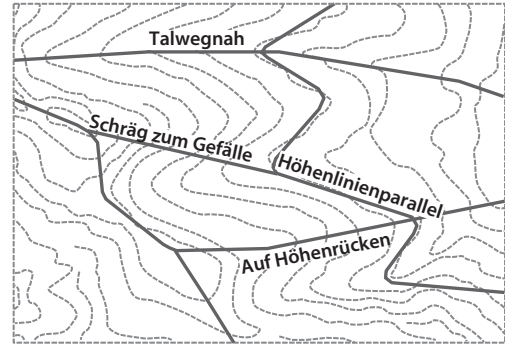 Talwegnah
Schräg zum Gefälle
Höhenlinienparallel
Auf Höhenrücken